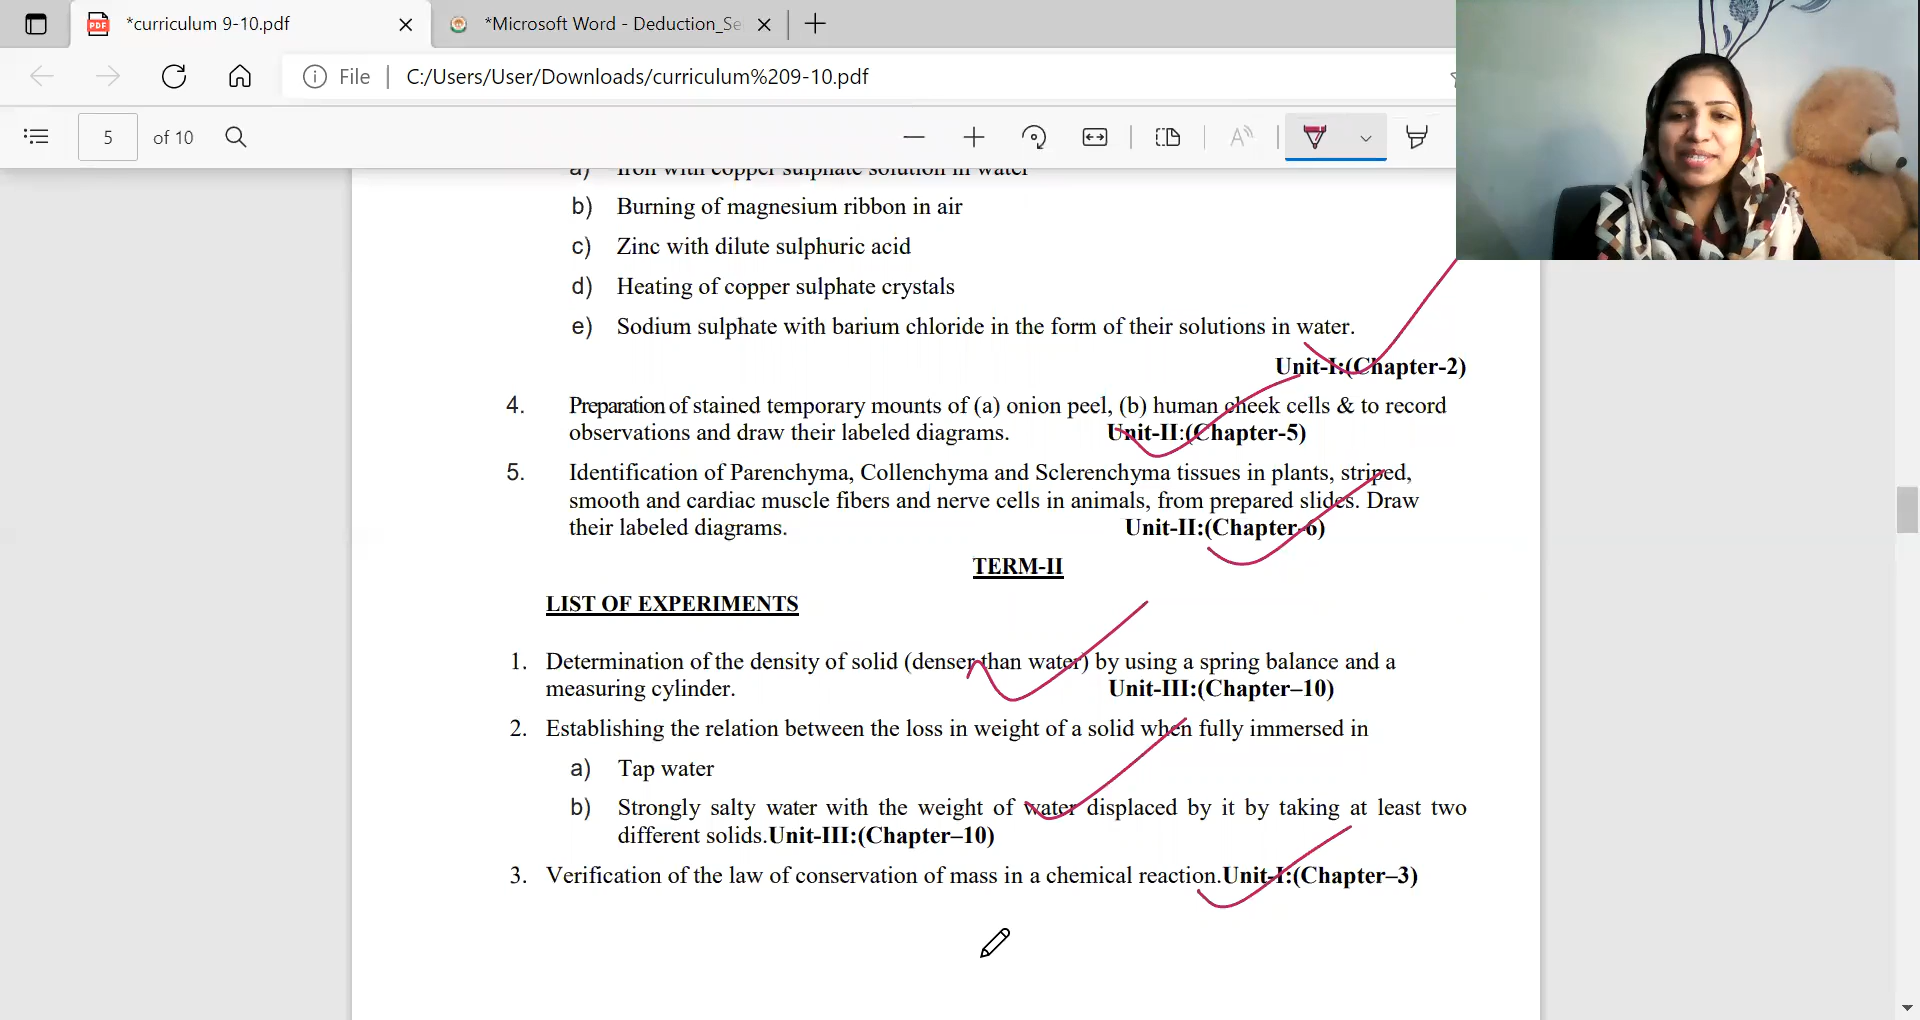 *curriculum 9-10.pdf
*Microsoft Word - Deduction_Se
File
C:/Users/User/Downloads/curriculum%209-10.pdf
5 of 10
a) Iron with copper sulphate solution in water
b) Burning of magnesium ribbon in air
c) Zinc with dilute sulphuric acid
d) Heating of copper sulphate crystals
e) Sodium sulphate with barium chloride in the form of their solutions in water.
Unit-I:(Chapter-2)
4. Preparation of stained temporary mounts of (a) onion peel, (b) human cheek cells & to record
observations and draw their labeled diagrams. Unit-II:(Chapter-5)
5. Identification of Parenchyma, Collenchyma and Sclerenchyma tissues in plants, striped,
smooth and cardiac muscle fibers and nerve cells in animals, from prepared slides. Draw
their labeled diagrams. Unit-II:(Chapter-6)
TERM-II
LIST OF EXPERIMENTS
1. Determination of the density of solid (denser than water) by using a spring balance and a
measuring cylinder. Unit-III:(Chapter–10)
2. Establishing the relation between the loss in weight of a solid when fully immersed in
a) Tap water
b) Strongly salty water with the weight of water displaced by it by taking at least two
different solids.Unit-III:(Chapter–10)
3. Verification of the law of conservation of mass in a chemical reaction.Unit-I:(Chapter–3)